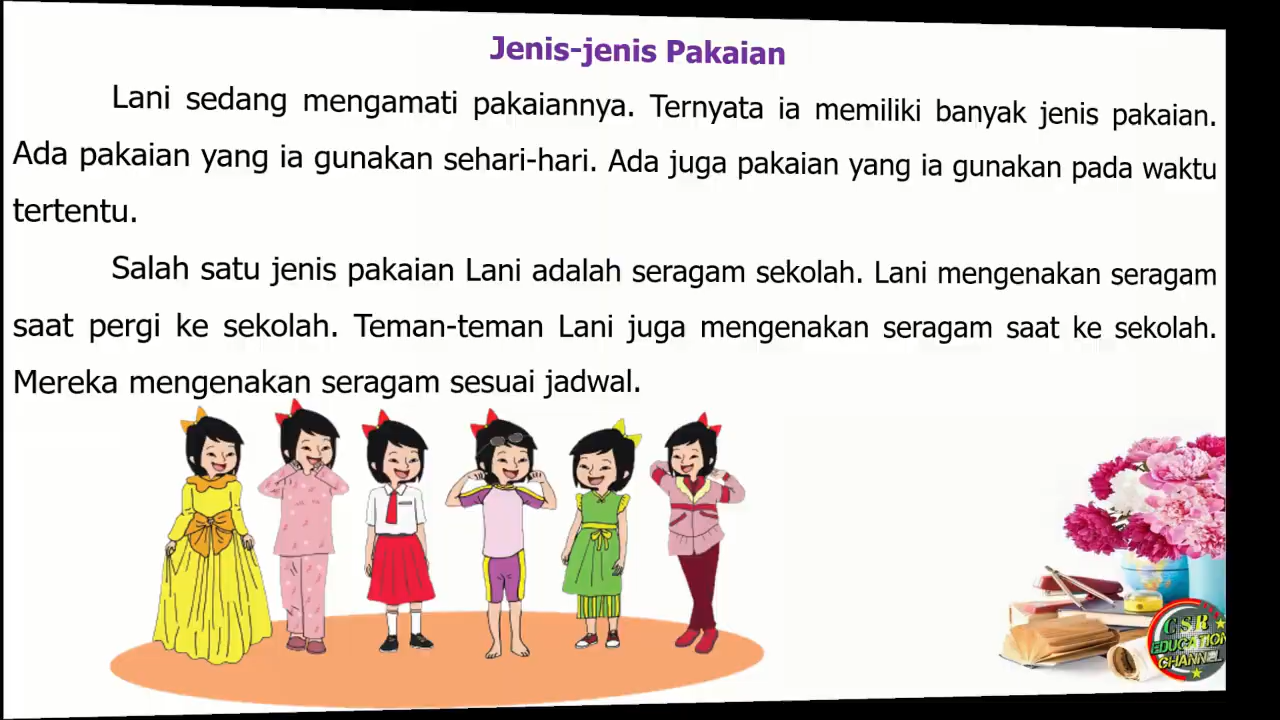 Jenis-jenis Pakaian
Lani sedang mengamati pakaiannya. Ternyata ia memiliki banyak jenis pakaian.
Ada pakaian yang ia gunakan sehari-hari. Ada juga pakaian yang ia gunakan pada waktu
tertentu.
Salah satu jenis pakaian Lani adalah seragam sekolah. Lani mengenakan seragam
saat pergi ke sekolah. Teman-teman Lani juga mengenakan seragam saat ke sekolah.
Mereka mengenakan seragam sesuai jadwal.
GSR
EDUCATION
CHANNEL